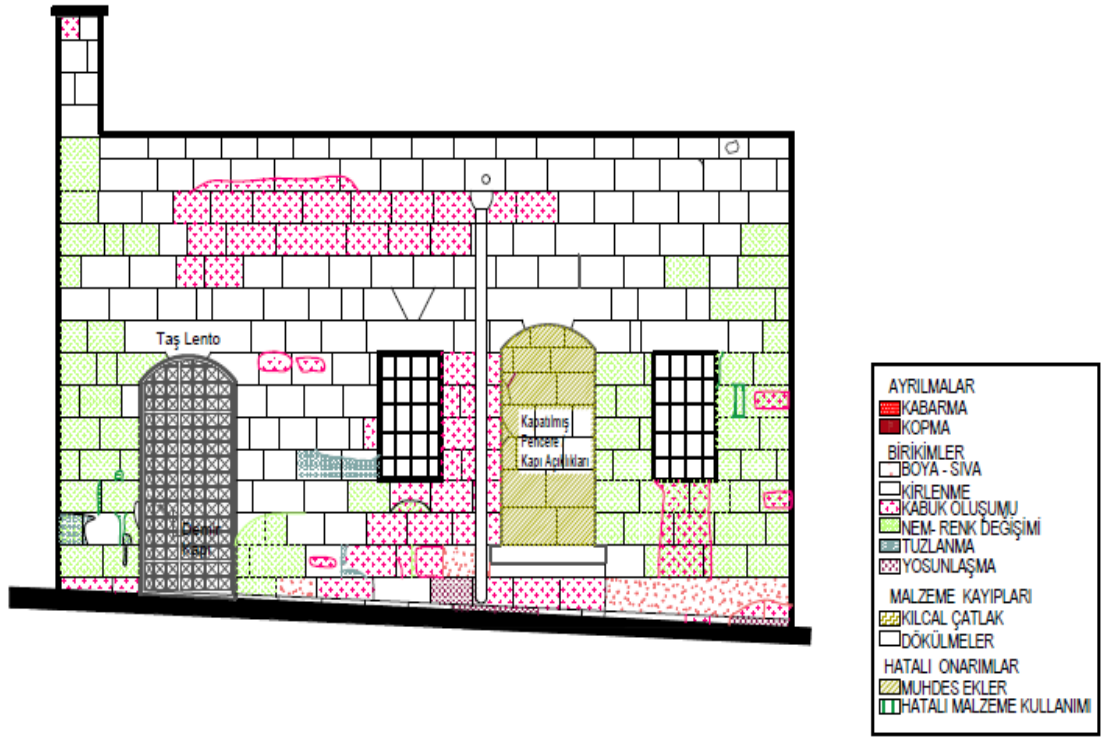 Taş Lento
Kapatılmış
Pencere
Kapı Açıklıkları
Demir
Kapı
AYRILMALAR
KABARMA
KOPMA
BİRİKİMLER
BOYA - SIVA
KİRLENME
KABUK OLUŞUMU
NEM- RENK DEĞİŞİMİ
TUZLANMA
YOSUNLAŞMA
MALZEME KAYIPLARI
KILCAL ÇATLAK
DÖKÜLMELER
HATALI ONARIMLAR
MUHDES EKLER
HATALI MALZEME KULLANIMI